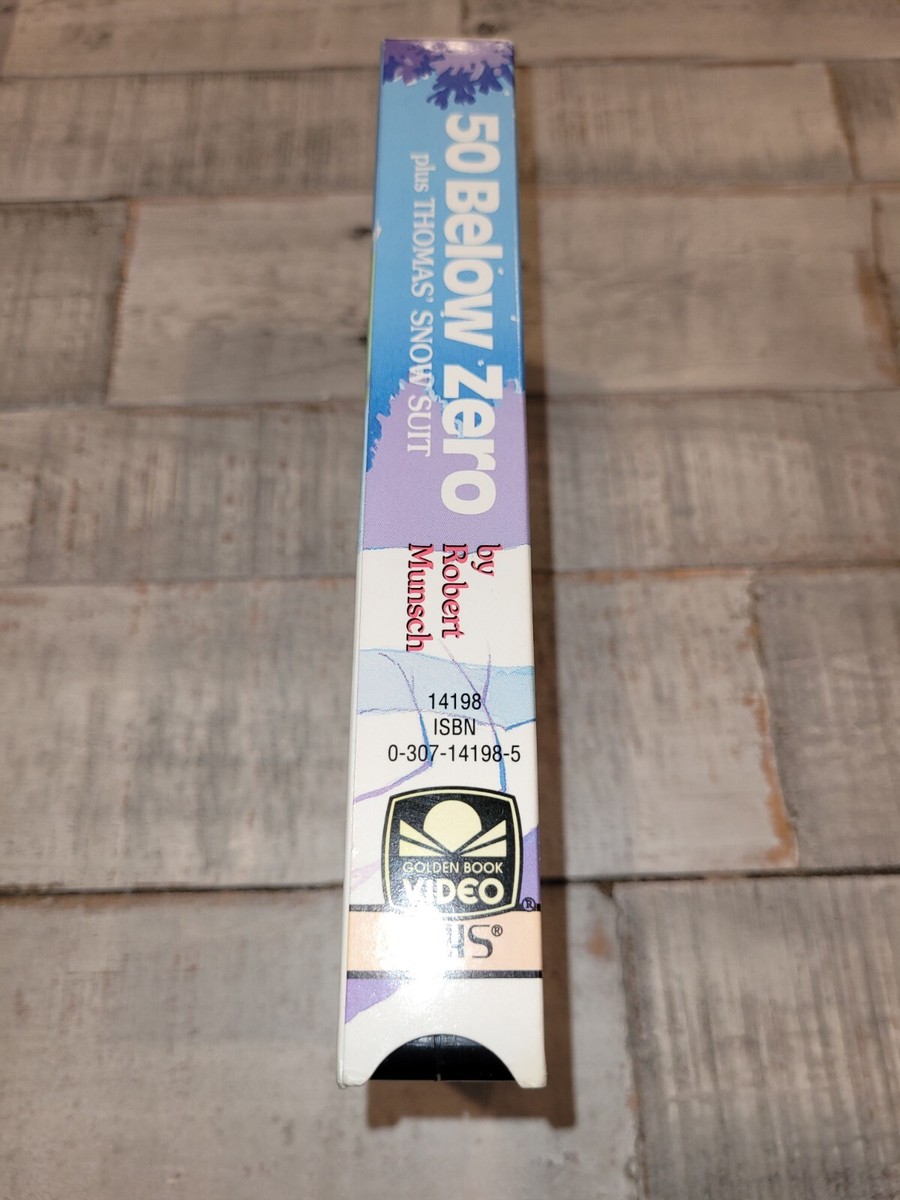 50 Below Zero
plus THOMAS' SNOW SUIT
by
Robert
Munsch
14198
ISBN
0-307-14198-5
GOLDEN BOOK
VIDEO®
HS®